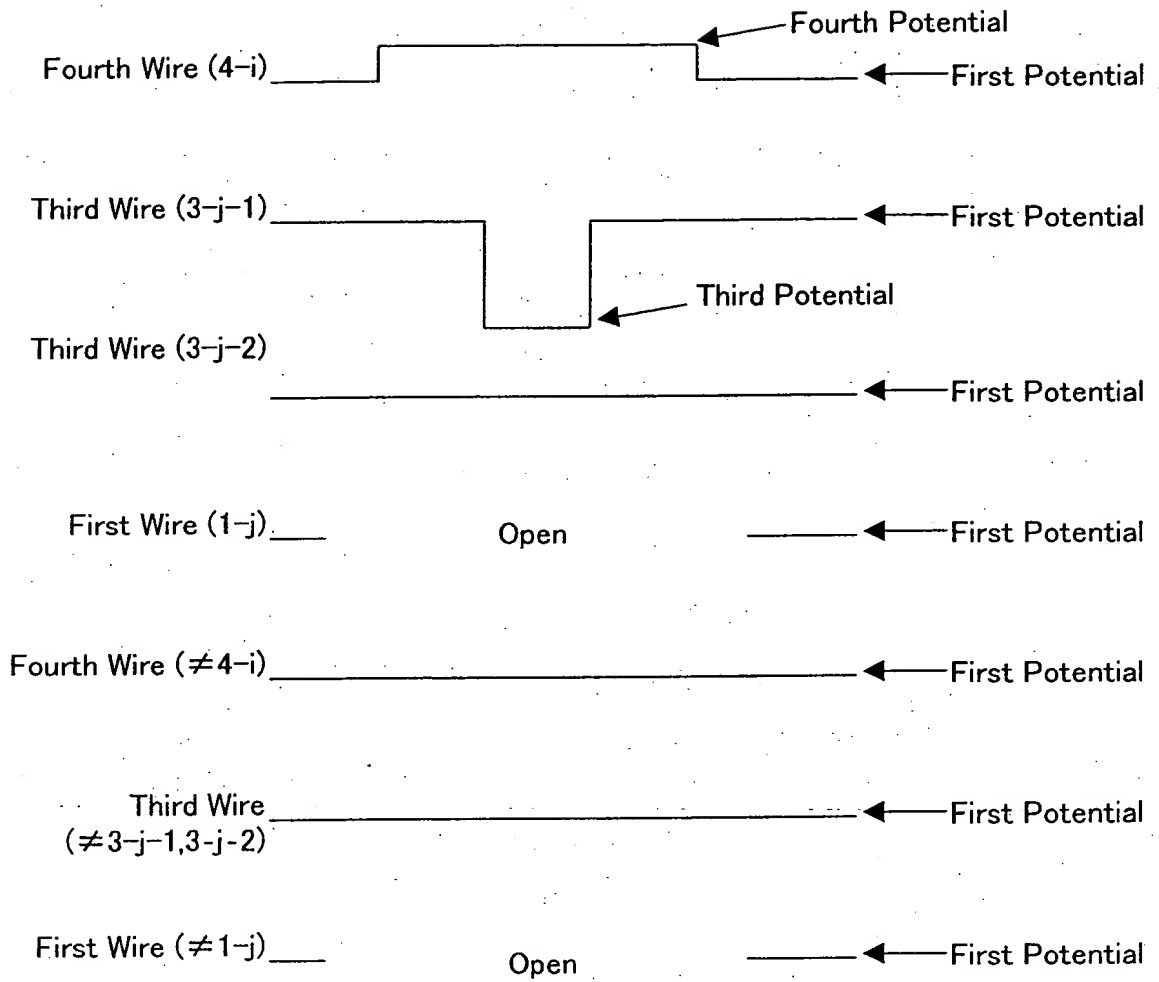 Fourth Potential
Fourth Wire (4-i)
First Potential
Third Wire (3-j-1)
First Potential
Third Potential
Third Wire (3-j-2)
First Potential
First Wire (1-j)
Open
First Potential
Fourth Wire (≠4-i)
First Potential
Third Wire
(≠3-j-1,3-j-2)
First Potential
First Wire (≠1-j)
Open
First Potential